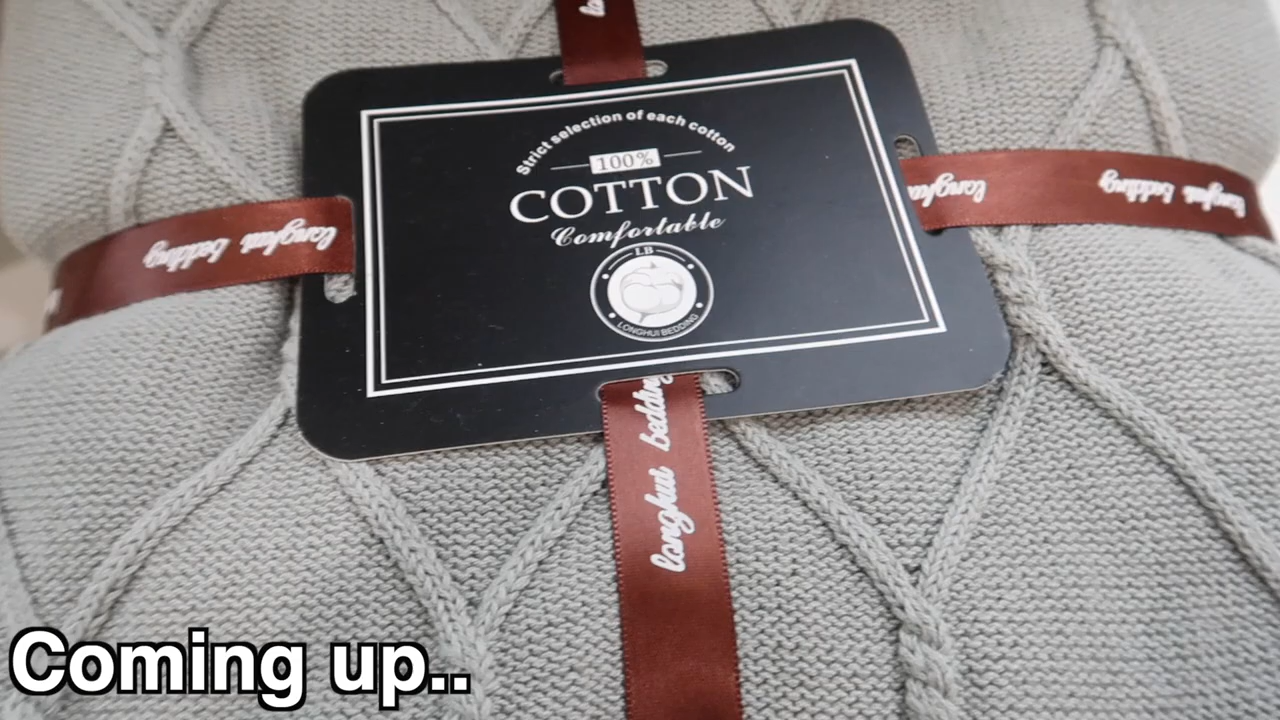 Strict selection of each cotton
100%
COTTON
Comfortable
LB
LONGHUI BEDDING
longhui bedding
longhui
longhui bedding
longhui bedding
longhui bedding
Coming up..